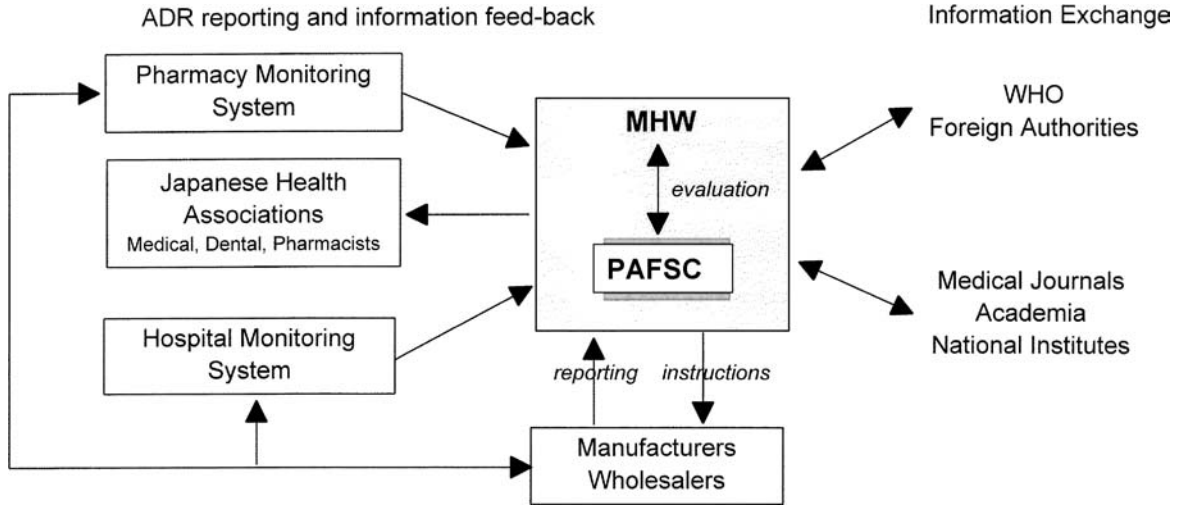 ADR reporting and information feed-back
Information Exchange
Pharmacy Monitoring
System
Japanese Health
Associations
Medical, Dental, Pharmacists
Hospital Monitoring
System
MHW
evaluation
PAFSC
reporting
instructions
Manufacturers
Wholesalers
WHO
Foreign Authorities
Medical Journals
Academia
National Institutes